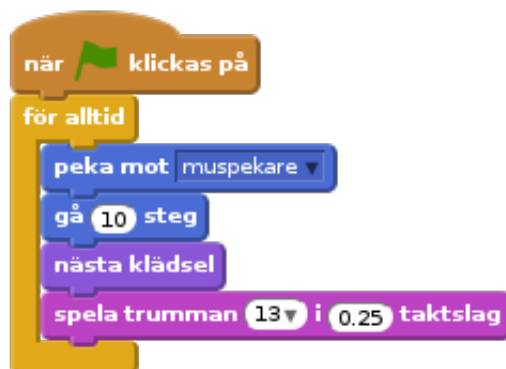 när klickas på
för alltid
peka mot muspekare
gå 10 steg
nästa klädsel
spela trumman 13 i 0.25 taktslag